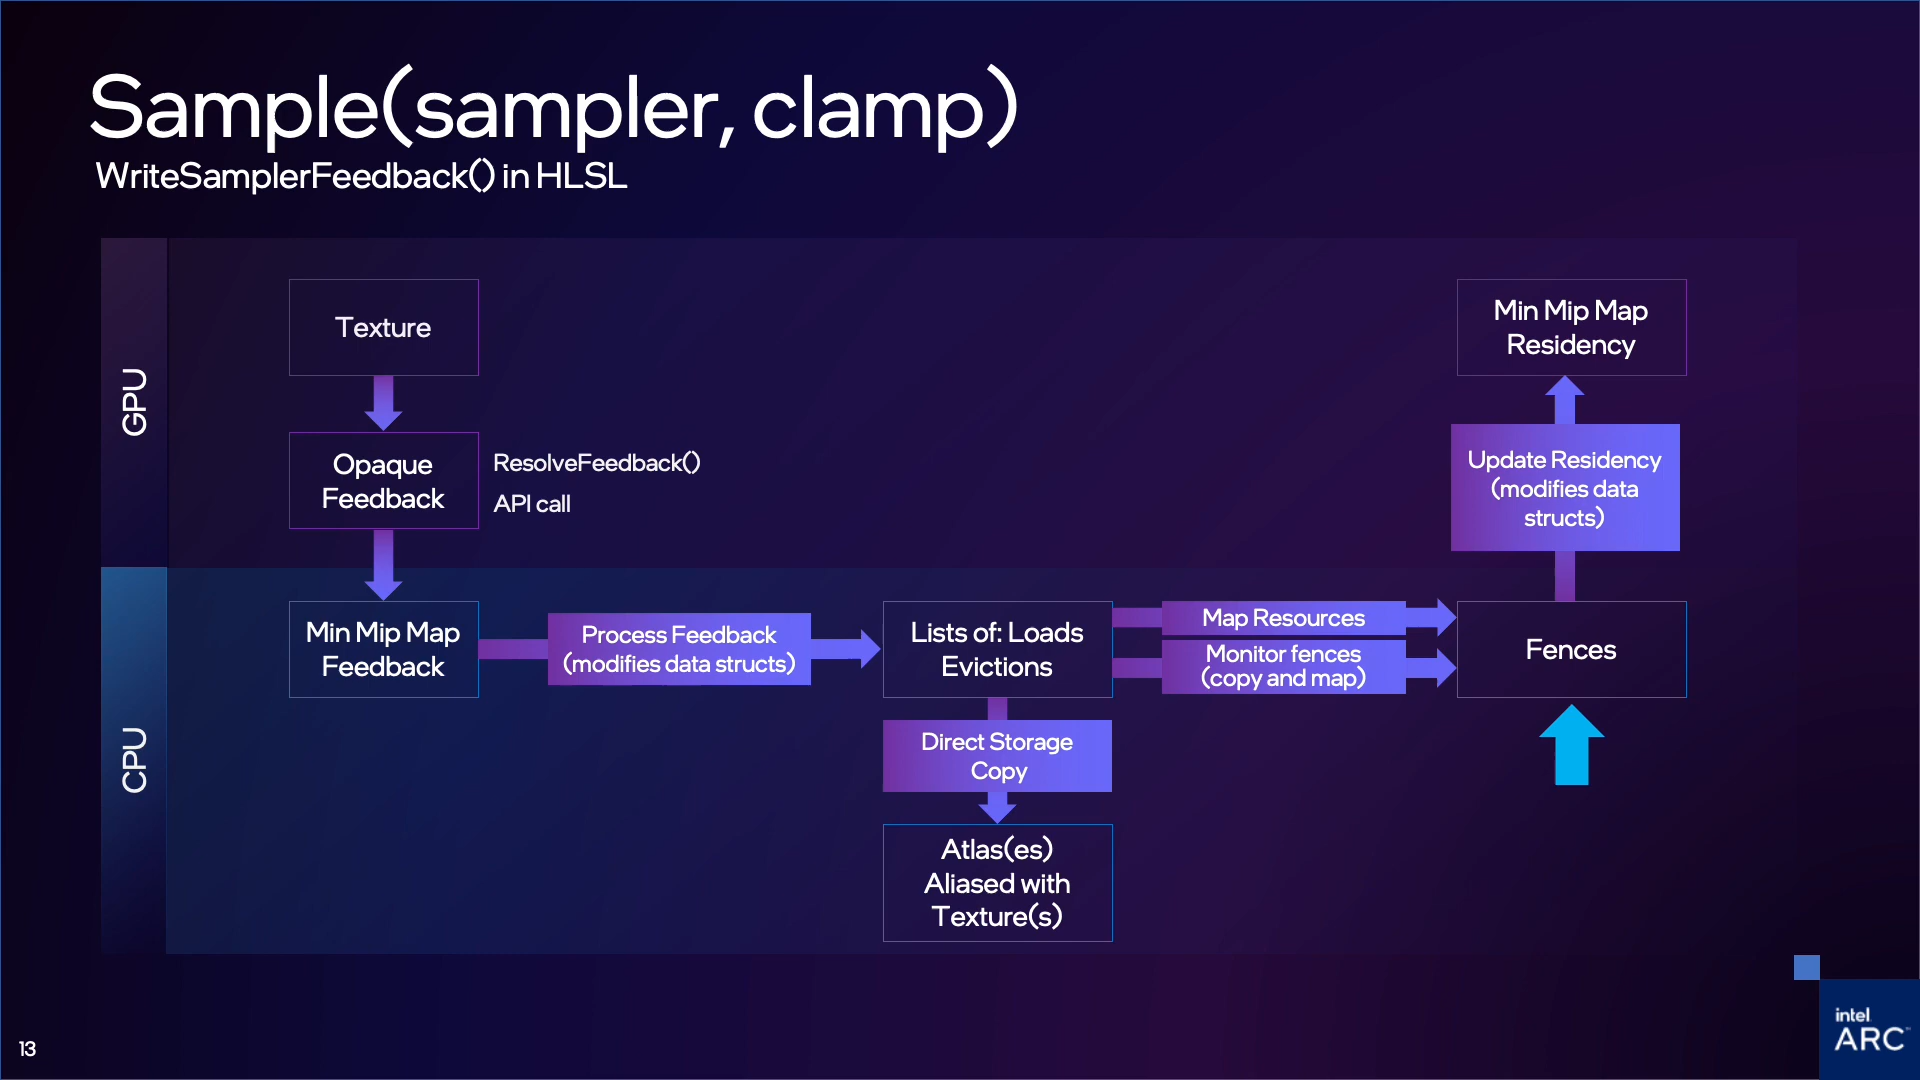 Sample(sampler, clamp)
WriteSamplerFeedback() in HLSL
GPU
Texture
Opaque
Feedback
ResolveFeedback()
API call
Min Mip Map
Residency
Update Residency
(modifies data
structs)
CPU
Min Mip Map
Feedback
Process Feedback
(modifies data structs)
Lists of: Loads
Evictions
Map Resources
Monitor fences
(copy and map)
Fences
Direct Storage
Copy
Atlas(es)
Aliased with
Texture(s)
13
intel
ARC™